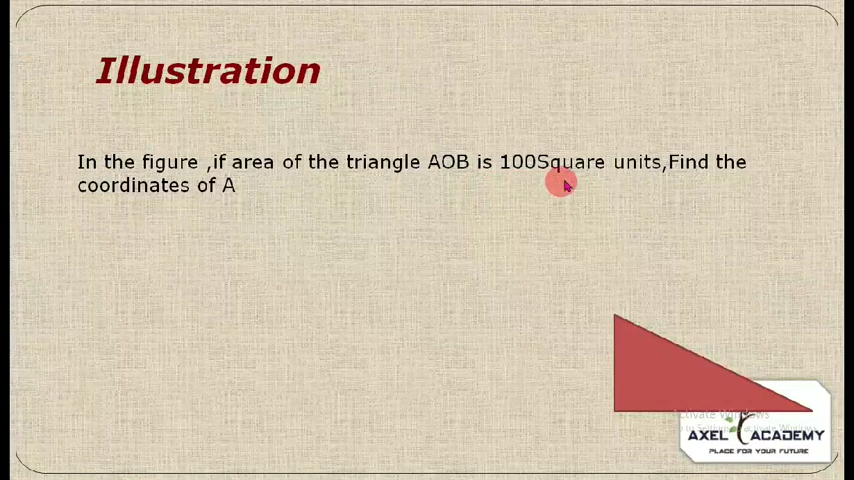 Illustration
In the figure ,if area of the triangle AOB is 100Square units,Find the
coordinates of A
AXEL ACADEMY
PLACE FOR YOUR FUTURE